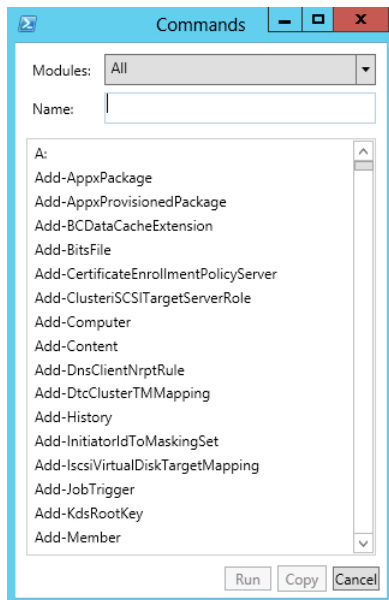 Commands
Modules: All
Name:
A:
Add-AppxPackage
Add-AppxProvisionedPackage
Add-BCDataCacheExtension
Add-BitsFile
Add-CertificateEnrollmentPolicyServer
Add-ClusteriSCSITargetServerRole
Add-Computer
Add-Content
Add-DnsClientNrptRule
Add-DtcClusterTMMapping
Add-History
Add-InitiatorIdToMaskingSet
Add-IscsiVirtualDiskTargetMapping
Add-JobTrigger
Add-KdsRootKey
Add-Member
Run Copy Cancel